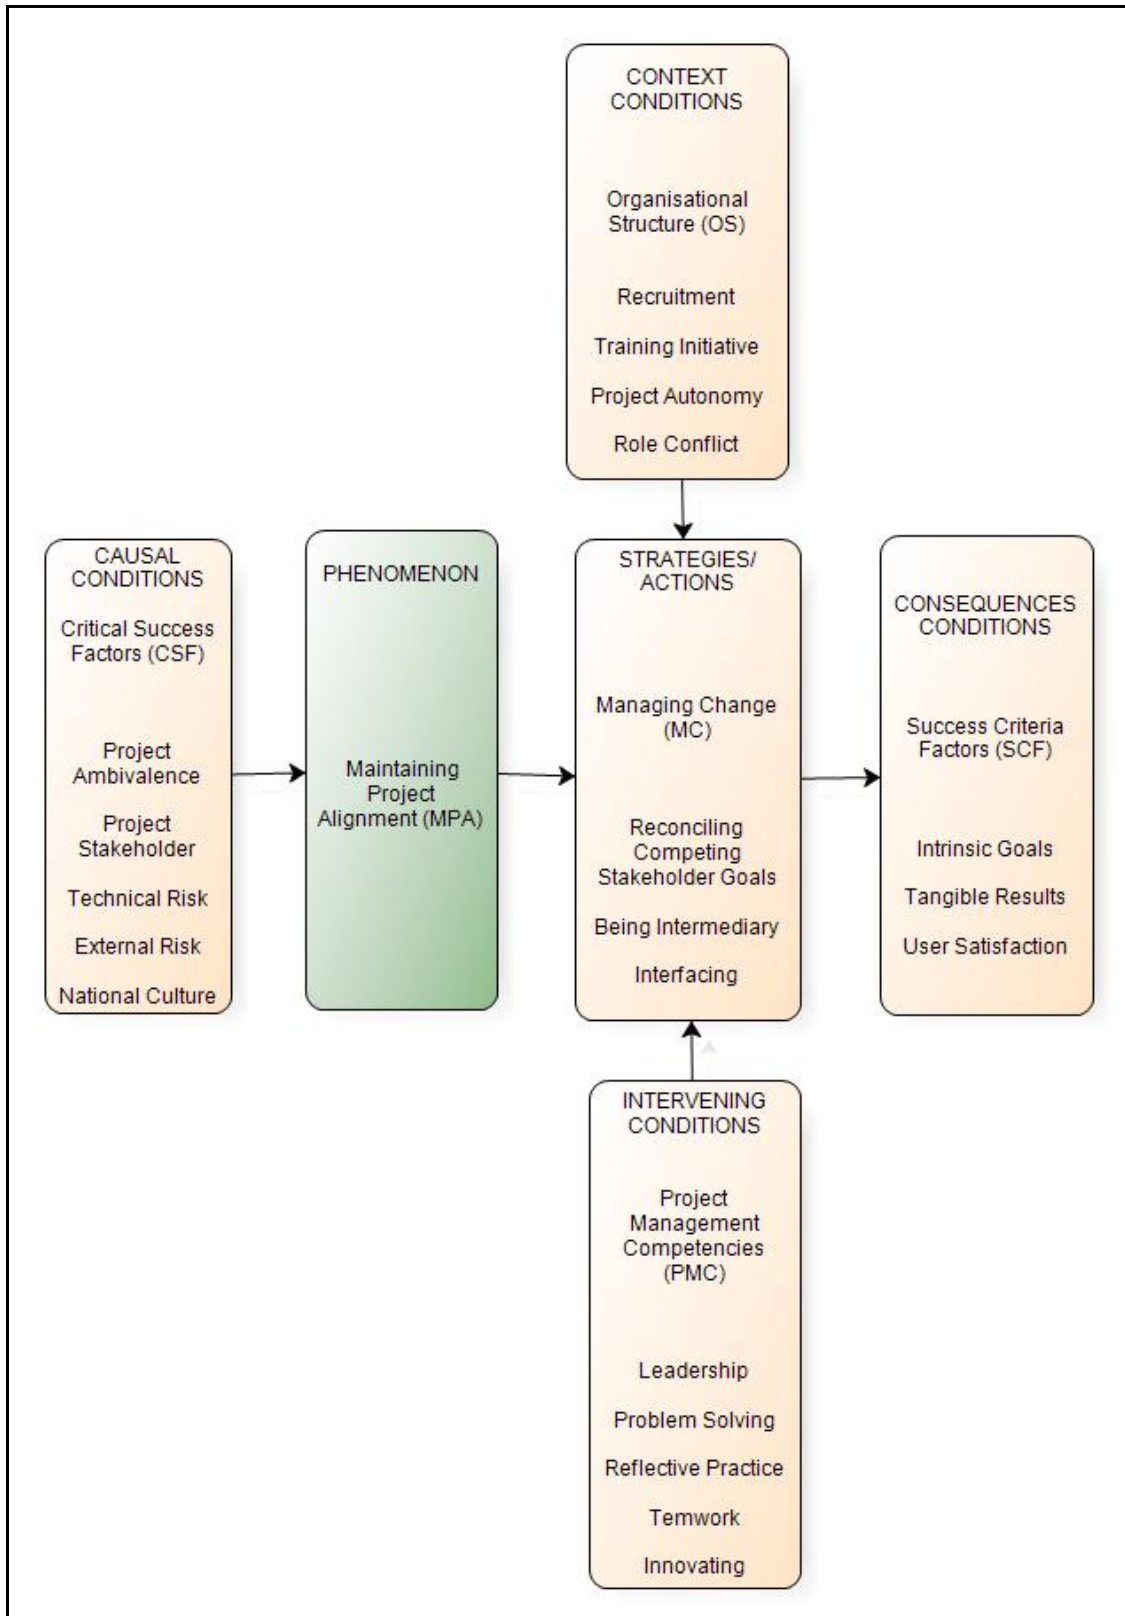 CONTEXT
CONDITIONS
Organisational
Structure (OS)
Recruitment
Training Initiative
Project Autonomy
Role Conflict
CAUSAL
CONDITIONS
Critical Success
Factors (CSF)
Project
Ambivalence
Project
Stakeholder
Technical Risk
External Risk
National Culture
PHENOMENON
Maintaining
Project
Alignment (MPA)
STRATEGIES/
ACTIONS
Managing Change
(MC)
Reconciling
Competing
Stakeholder Goals
Being Intermediary
Interfacing
CONSEQUENCES
CONDITIONS
Success Criteria
Factors (SCF)
Intrinsic Goals
Tangible Results
User Satisfaction
INTERVENING
CONDITIONS
Project
Management
Competencies
(PMC)
Leadership
Problem Solving
Reflective Practice
Temwork
Innovating